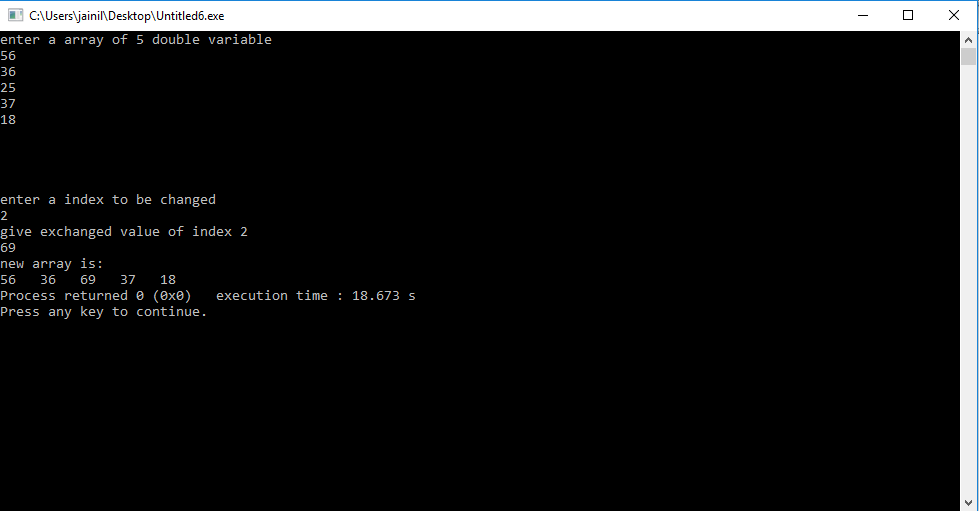 C:\Users\jainil\Desktop\Untitled6.exe
enter a array of 5 double variable
56
36
25
37
18
enter a index to be changed
2
give exchanged value of index 2
69
new array is:
56   36   69   37   18
Process returned 0 (0x0)   execution time : 18.673 s
Press any key to continue.